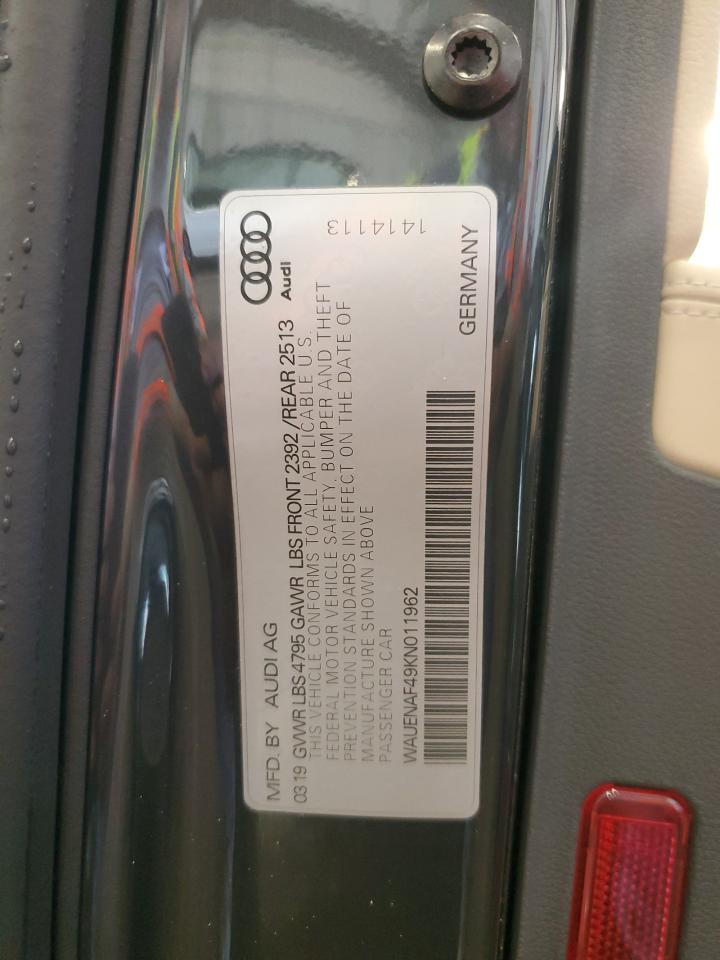 MFD. BY AUDI AG
Audi
03 19 GVWR LBS 4795 GAWR LBS FRONT 2392 /REAR 2513
THIS VEHICLE CONFORMS TO ALL APPLICABLE U.S.
FEDERAL MOTOR VEHICLE SAFETY, BUMPER AND THEFT
PREVENTION STANDARDS IN EFFECT ON THE DATE OF
MANUFACTURE SHOWN ABOVE
PASSENGER CAR
1414113
WAUENAF49KN011962
GERMANY